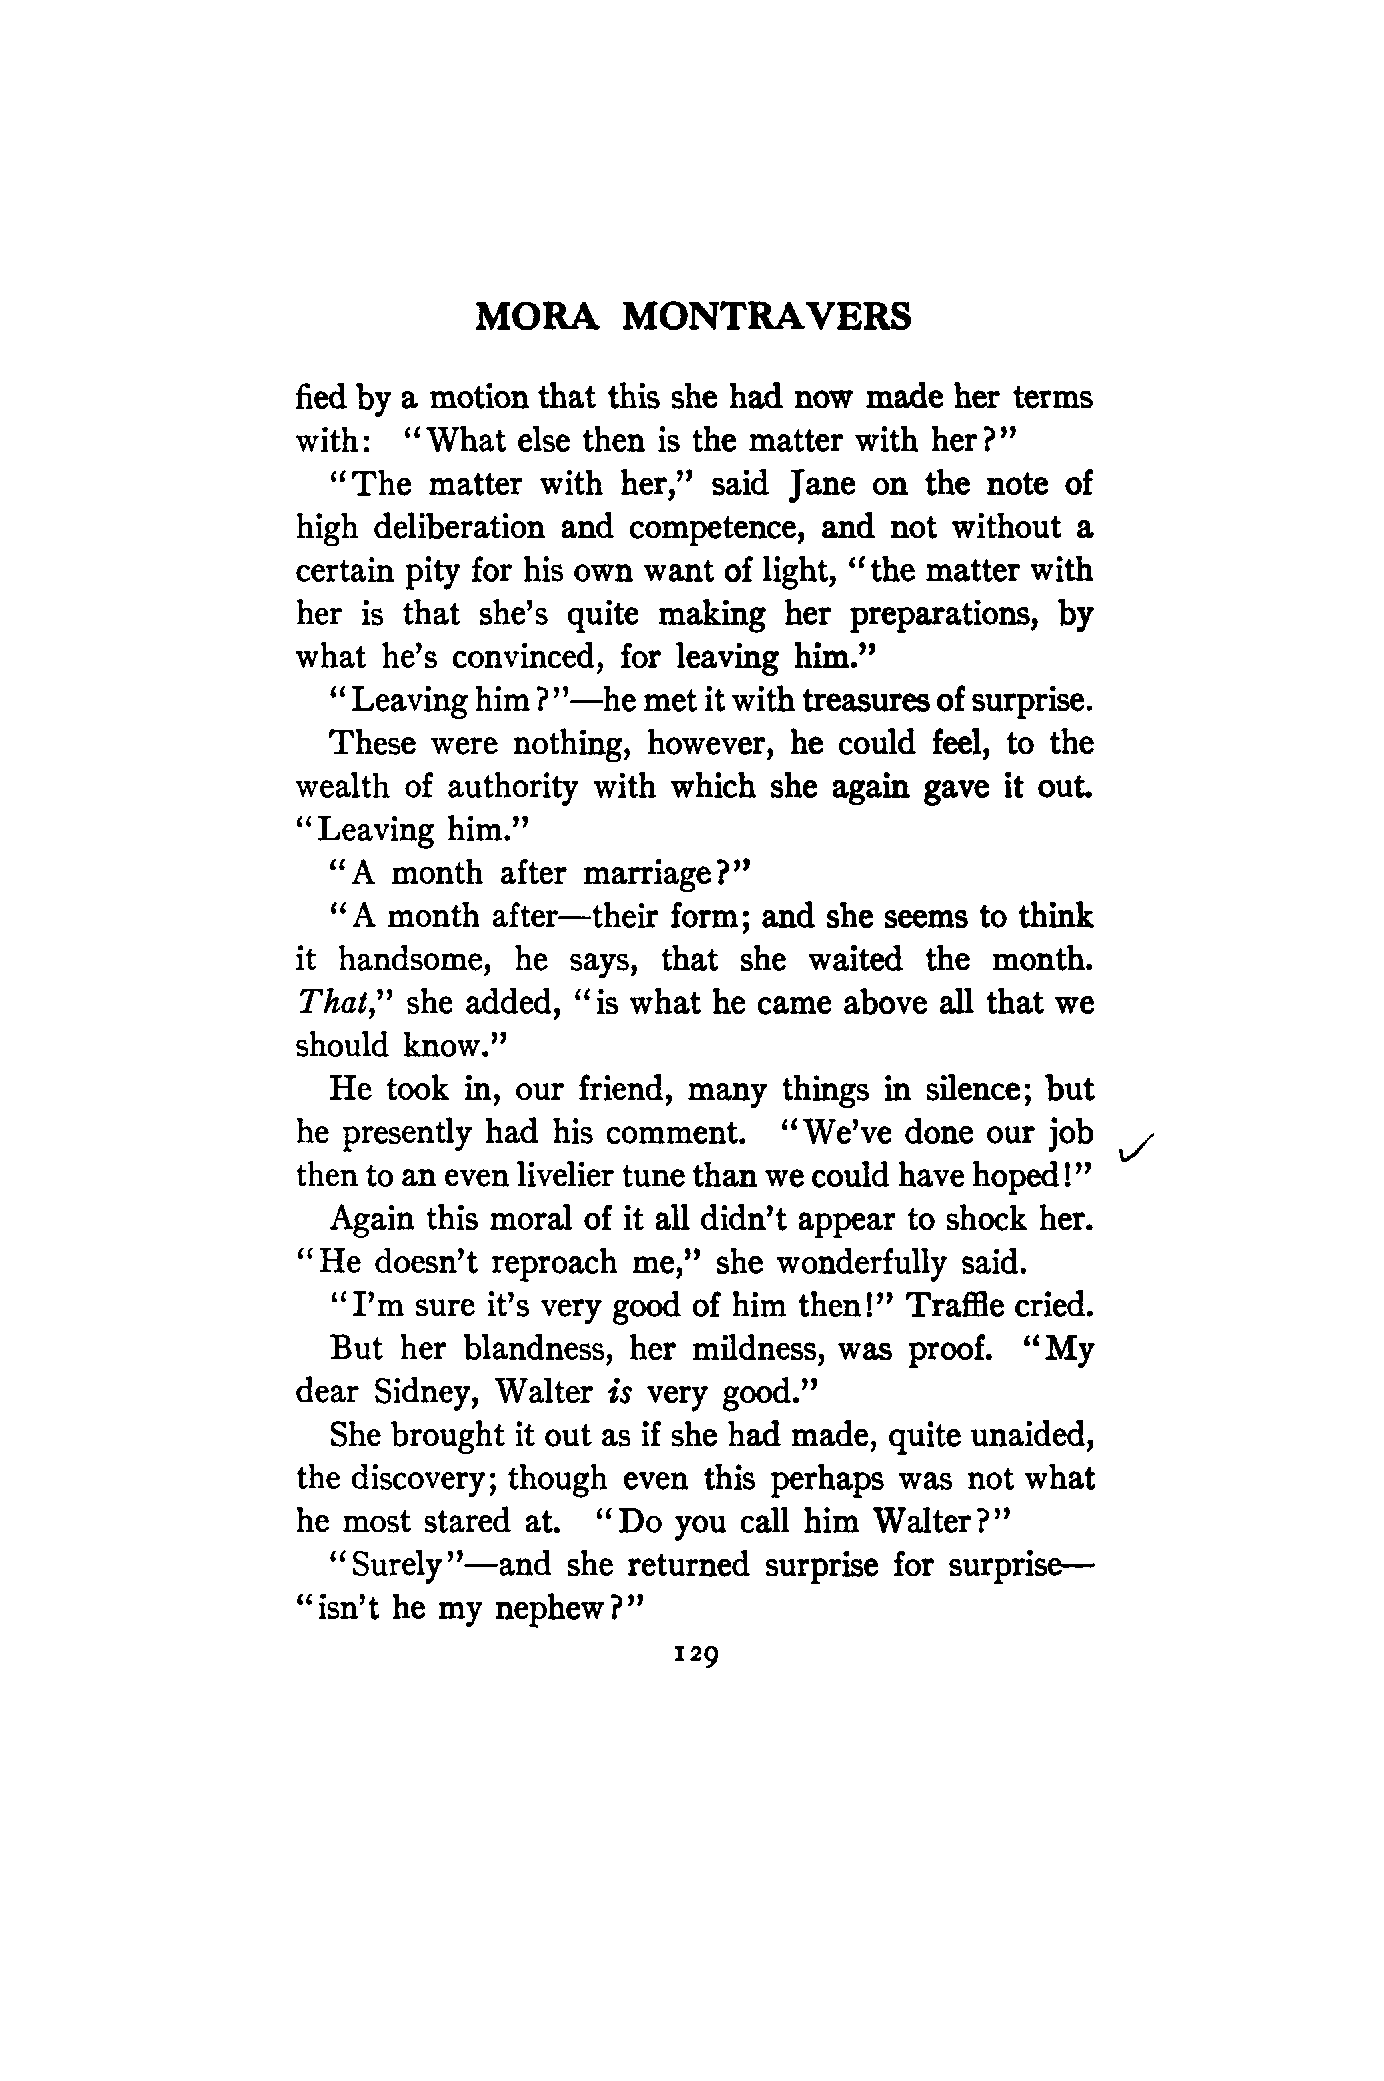 MORA MONTRAVERS
fied by a motion that this she had now made her terms
with: “What else then is the matter with her?”
“The matter with her,” said Jane on the note of
high deliberation and competence, and not without a
certain pity for his own want of light, “the matter with
her is that she’s quite making her preparations, by
what he’s convinced, for leaving him.”
“Leaving him?”—he met it with treasures of surprise.
These were nothing, however, he could feel, to the
wealth of authority with which she again gave it out.
“Leaving him.”
“A month after marriage?”
“A month after—their form; and she seems to think
it handsome, he says, that she waited the month.
That,” she added, “is what he came above all that we
should know.”
He took in, our friend, many things in silence; but
he presently had his comment. “We’ve done our job
then to an even livelier tune than we could have hoped!”
Again this moral of it all didn’t appear to shock her.
“He doesn’t reproach me,” she wonderfully said.
“I’m sure it’s very good of him then!” Traffle cried.
But her blandness, her mildness, was proof. “My
dear Sidney, Walter is very good.”
She brought it out as if she had made, quite unaided,
the discovery; though even this perhaps was not what
he most stared at. “Do you call him Walter?”
“Surely”—and she returned surprise for surprise—
“isn’t he my nephew?”
129